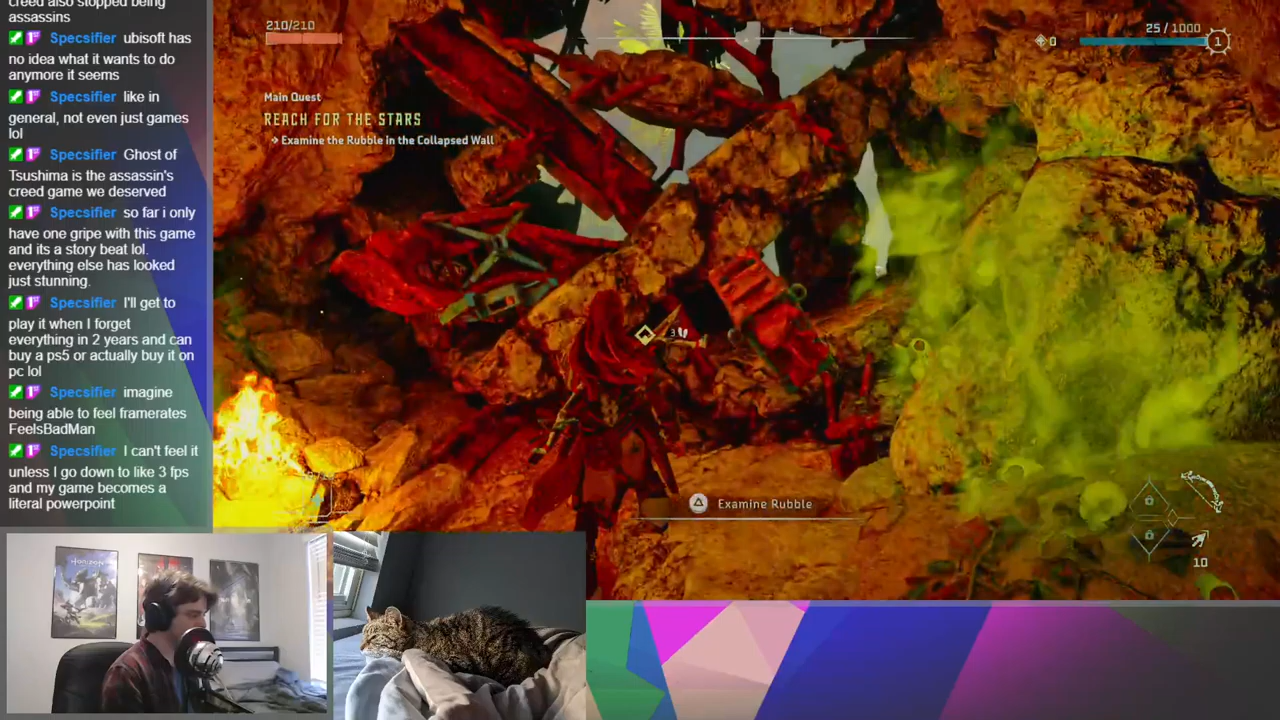 creed also stopped being
assassins
Specsifier ubisoft has
no idea what it wants to do
anymore it seems
Specsifier like in
general, not even just games
lol
Specsifier Ghost of
Tsushima is the assassin's
creed game we deserved
Specsifier so far i only
have one gripe with this game
and its a story beat lol.
everything else has looked
just stunning.
Specsifier I'll get to
play it when I forget
everything in 2 years and can
buy a ps5 or actually buy it on
pc lol
Specsifier imagine
being able to feel framerates
FeelsBadMan
Specsifier I can't feel it
unless I go down to like 3 fps
and my game becomes a
literal powerpoint
210/210
Main Quest
REACH FOR THE STARS
Examine the Rubble in the Collapsed Wall
E
0
25 / 1000
1
3
Examine Rubble
10
HORIZON